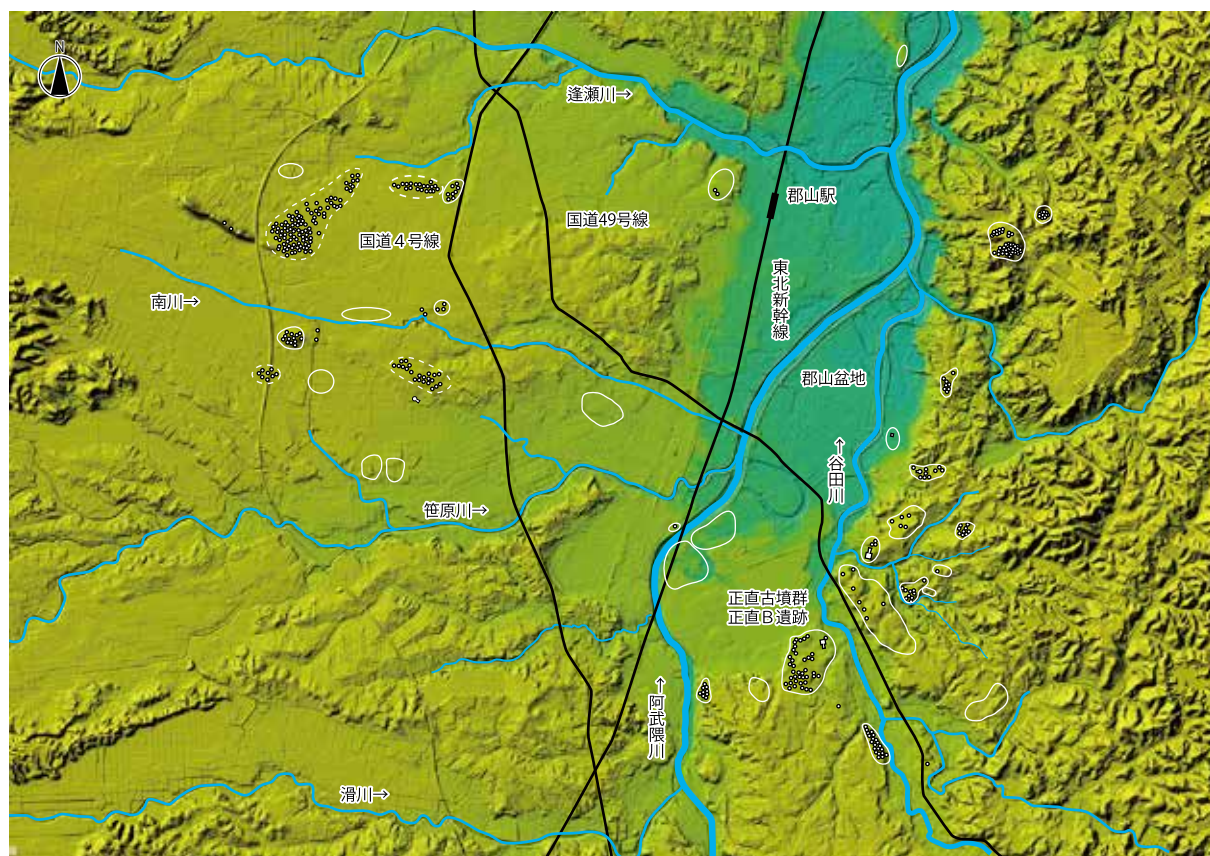 N
逢瀬川→
郡山駅
国道49号線
国道４号線
東北新幹線
南川→
郡山盆地
↑谷田川
笹原川→
正直古墳群
正直Ｂ遺跡
↑阿武隈川
滑川→